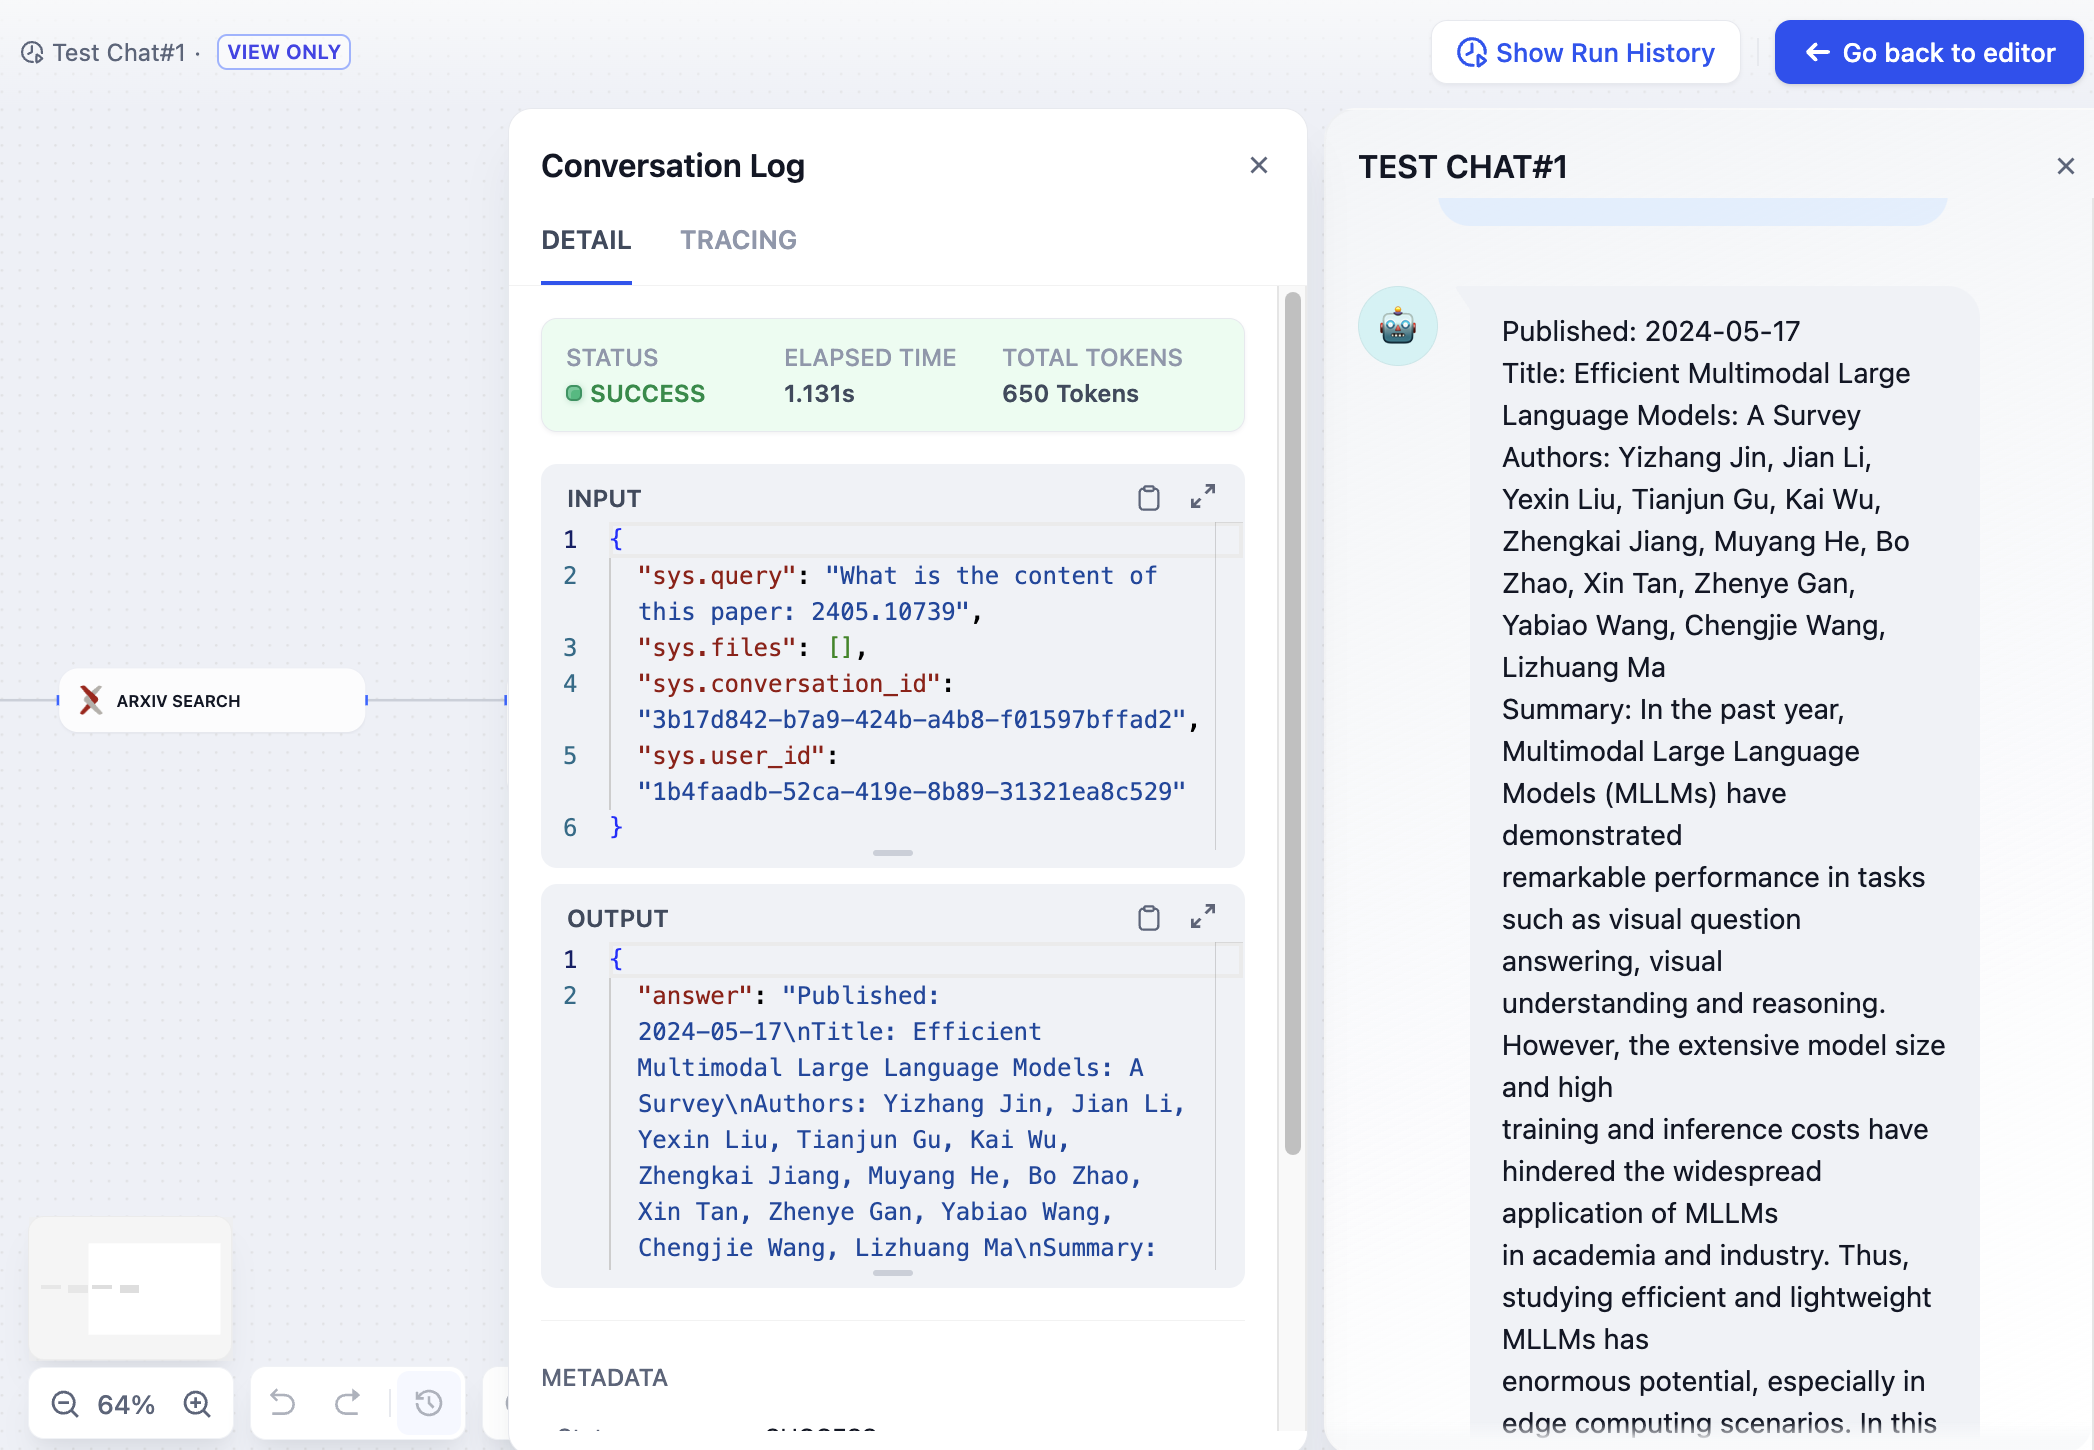 Test Chat#1 ·
VIEW ONLY
Show Run History
Go back to editor
ARXIV SEARCH
64%
Conversation Log
DETAIL
TRACING
STATUS
SUCCESS
ELAPSED TIME
1.131s
TOTAL TOKENS
650 Tokens
INPUT
1 {
2 "sys.query": "What is the content of
this paper: 2405.10739",
3 "sys.files": [],
4 "sys.conversation_id":
"3b17d842-b7a9-424b-a4b8-f01597bffad2",
5 "sys.user_id":
"1b4faadb-52ca-419e-8b89-31321ea8c529"
6 }
OUTPUT
1 {
2 "answer": "Published:
2024-05-17\nTitle: Efficient
Multimodal Large Language Models: A
Survey\nAuthors: Yizhang Jin, Jian Li,
Yexin Liu, Tianjun Gu, Kai Wu,
Zhengkai Jiang, Muyang He, Bo Zhao,
Xin Tan, Zhenye Gan, Yabiao Wang,
Chengjie Wang, Lizhuang Ma\nSummary:
METADATA
TEST CHAT#1
Published: 2024-05-17
Title: Efficient Multimodal Large
Language Models: A Survey
Authors: Yizhang Jin, Jian Li,
Yexin Liu, Tianjun Gu, Kai Wu,
Zhengkai Jiang, Muyang He, Bo
Zhao, Xin Tan, Zhenye Gan,
Yabiao Wang, Chengjie Wang,
Lizhuang Ma
Summary: In the past year,
Multimodal Large Language
Models (MLLMs) have
demonstrated
remarkable performance in tasks
such as visual question
answering, visual
understanding and reasoning.
However, the extensive model size
and high
training and inference costs have
hindered the widespread
application of MLLMs
in academia and industry. Thus,
studying efficient and lightweight
MLLMs has
enormous potential, especially in
edge computing scenarios. In this